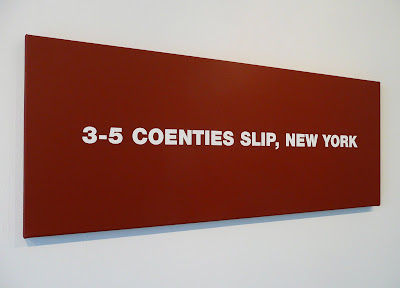 3-5 COENTIES SLIP, NEW YORK